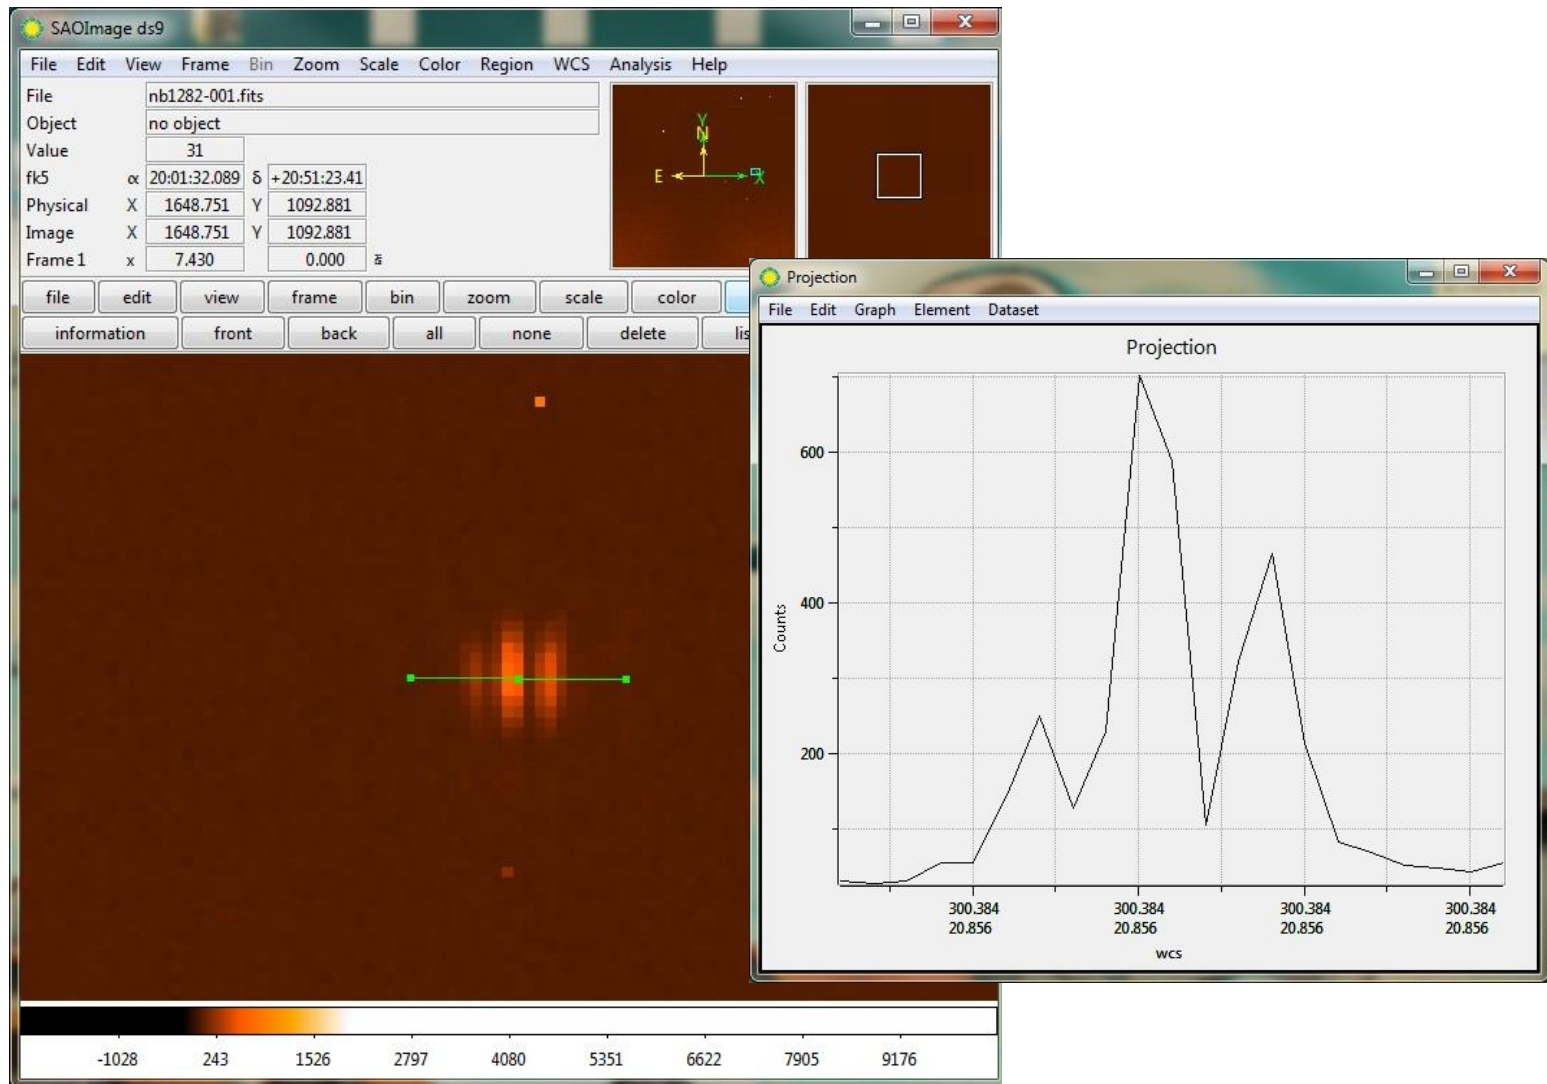 SAOImage ds9
File Edit View Frame Bin Zoom Scale Color Region WCS Analysis Help
File nb1282-001.fits
Object no object
Value 31
fk5 α 20:01:32.089 δ +20:51:23.41
Physical X 1648.751 Y 1092.881
Image X 1648.751 Y 1092.881
Frame 1 x 7.430 0.000
Y
N
E X
file edit view frame bin zoom scale color
information front back all none delete lis
-1028 243 1526 2797 4080 5351 6622 7905 9176
Projection
File Edit Graph Element Dataset
Projection
600
400
200
Counts
300.384 300.384 300.384 300.384
20.856 20.856 20.856 20.856
wcs